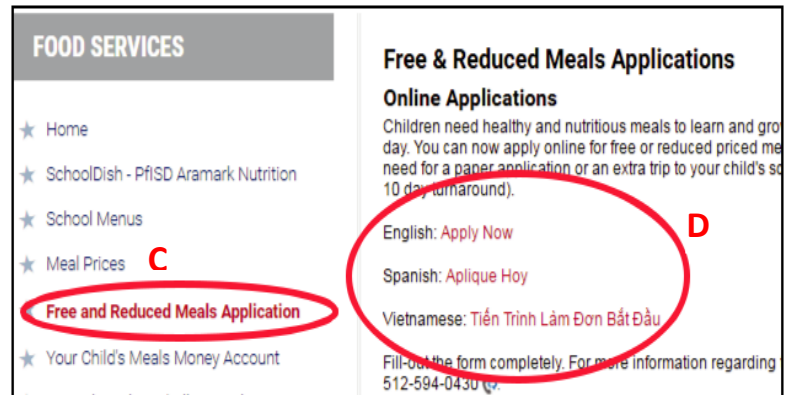 FOOD SERVICES
Home
SchoolDish - PfISD Aramark Nutrition
School Menus
Meal Prices
C
Free and Reduced Meals Application
Your Child's Meals Money Account
Free & Reduced Meals Applications
Online Applications
Children need healthy and nutritious meals to learn and
day. You can now apply online for free or reduced priced
need for a paper application or an extra trip to your child's
10 day turnaround).
D
English: Apply Now
Spanish: Aplique Hoy
Vietnamese: Tiến Trình Làm Đơn Bắt Đầu
Fill-out the form completely. For more information regarding
512-594-0430